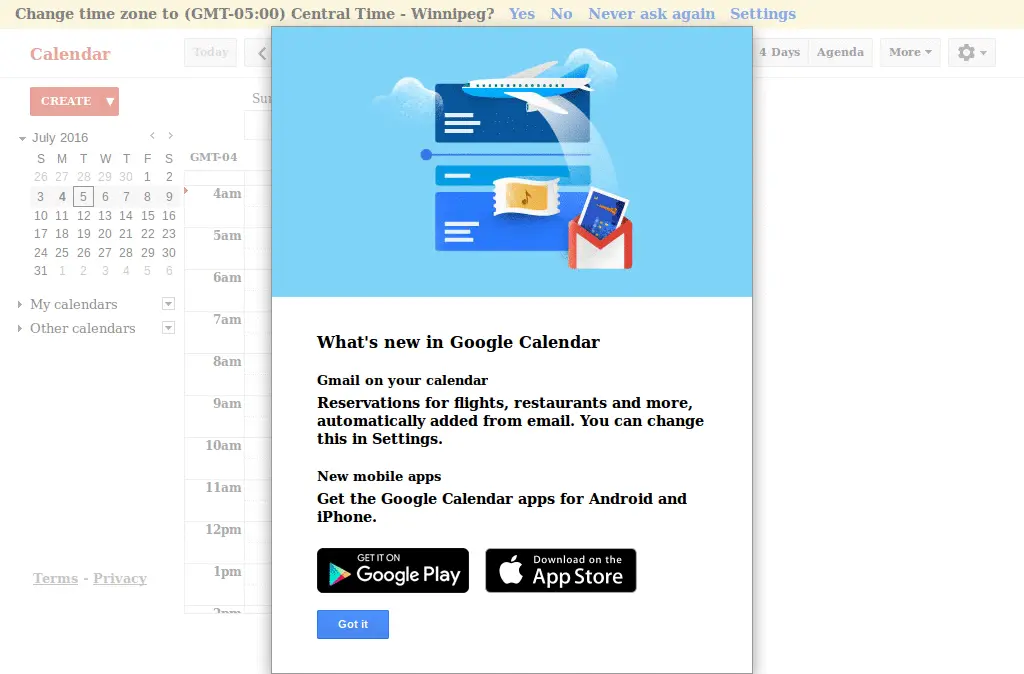 Change time zone to (GMT-05:00) Central Time - Winnipeg? Yes No Never ask again Settings
Calendar
Today
4 Days
Agenda
More
CREATE
July 2016
S M T W T F S
26 27 28 29 30 1 2
3 4 5 6 7 8 9
10 11 12 13 14 15 16
17 18 19 20 21 22 23
24 25 26 27 28 29 30
31 1 2 3 4 5 6
My calendars
Other calendars
Terms - Privacy
Sun
GMT-04
4am
5am
6am
7am
8am
9am
10am
11am
12pm
1pm
2pm
What's new in Google Calendar
Gmail on your calendar
Reservations for flights, restaurants and more,
automatically added from email. You can change
this in Settings.
New mobile apps
Get the Google Calendar apps for Android and
iPhone.
GET IT ON
Google Play
Download on the
App Store
Got it